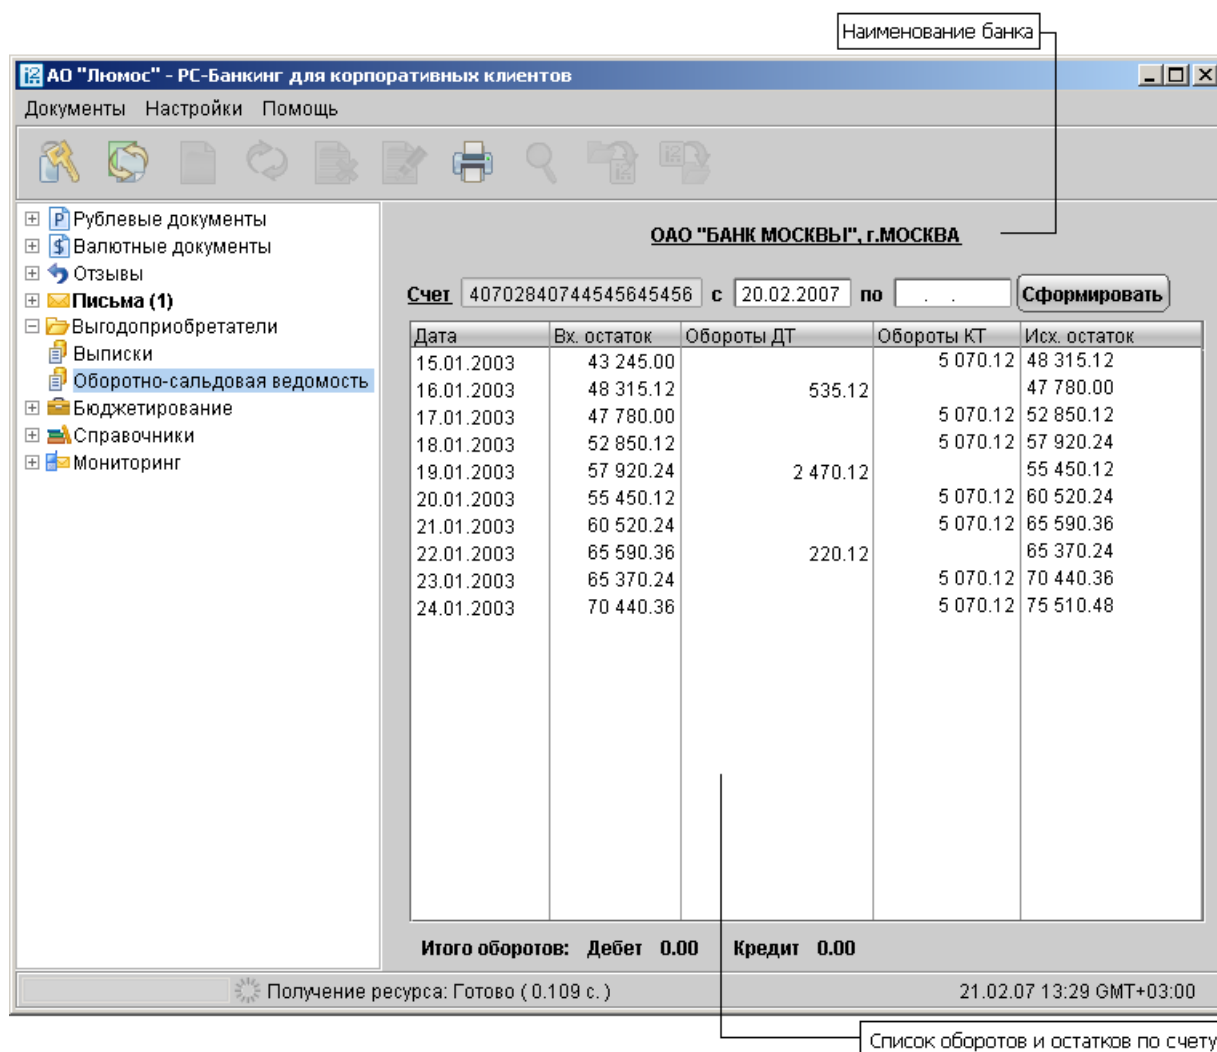 Наименование банка
АО "Люмос" - РС-Банкинг для корпоративных клиентов
Документы Настройки Помощь
Рублевые документы
Валютные документы
Отзывы
Письма (1)
Выгодоприобретатели
Выписки
Оборотно-сальдовая ведомость
Бюджетирование
Справочники
Мониторинг
ОАО "БАНК МОСКВЫ", г.МОСКВА
Счет 40702840744545645456 с 20.02.2007 по . . Сформировать
Дата Вх. остаток Обороты ДТ Обороты КТ Исх. остаток
15.01.2003 43 245.00 5 070.12 48 315.12
16.01.2003 48 315.12 535.12 47 780.00
17.01.2003 47 780.00 5 070.12 52 850.12
18.01.2003 52 850.12 5 070.12 57 920.24
19.01.2003 57 920.24 2 470.12 55 450.12
20.01.2003 55 450.12 5 070.12 60 520.24
21.01.2003 60 520.24 5 070.12 65 590.36
22.01.2003 65 590.36 220.12 65 370.24
23.01.2003 65 370.24 5 070.12 70 440.36
24.01.2003 70 440.36 5 070.12 75 510.48
Итого оборотов: Дебет 0.00 Кредит 0.00
Получение ресурса: Готово ( 0.109 с. ) 21.02.07 13:29 GMT+03:00
Список оборотов и остатков по счету